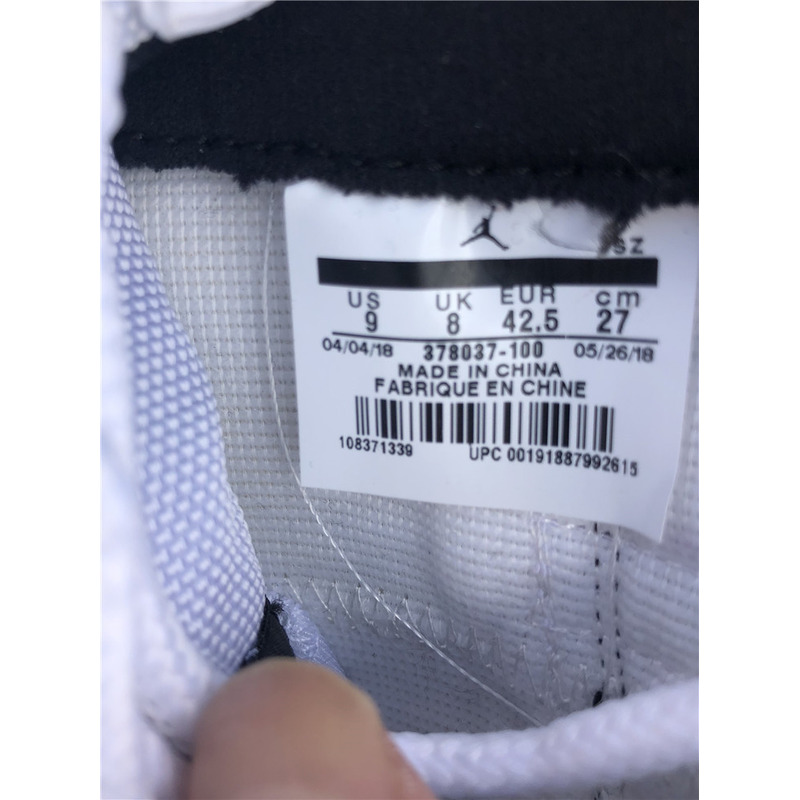 SZ
US UK EUR cm
9 8 42.5 27
04/04/18 378037-100 05/26/18
MADE IN CHINA
FABRIQUE EN CHINE
108371339 UPC 00191887992615